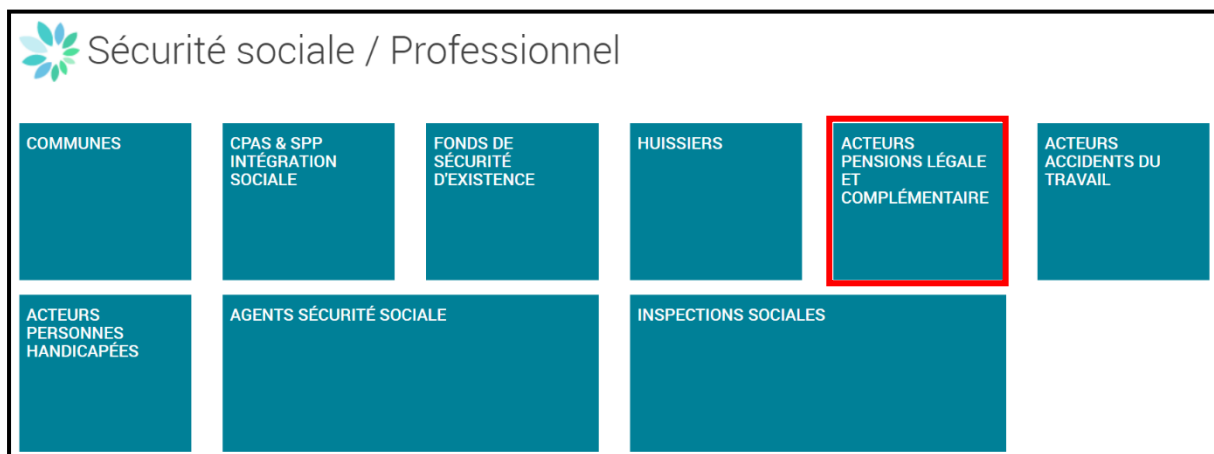 Sécurité sociale / Professionnel
COMMUNES
CPAS & SPP
INTÉGRATION
SOCIALE
FONDS DE
SÉCURITÉ
D'EXISTENCE
HUISSIERS
ACTEURS
PENSIONS LÉGALE
ET
COMPLÉMENTAIRE
ACTEURS
ACCIDENTS DU
TRAVAIL
ACTEURS
PERSONNES
HANDICAPÉES
AGENTS SÉCURITÉ SOCIALE
INSPECTIONS SOCIALES